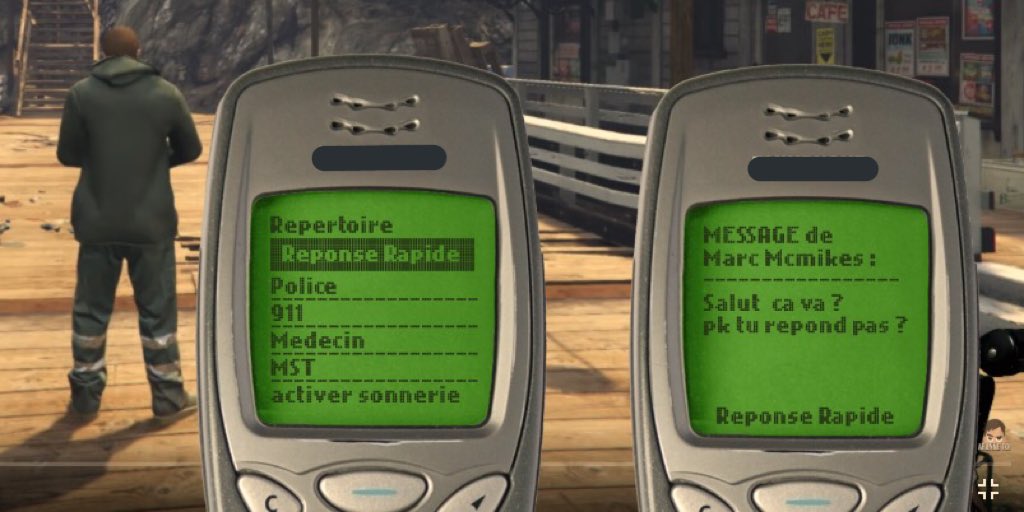 Repertoire
Reponse Rapide
Police
911
Medecin
MST
activer sonnerie
C
MESSAGE de
Marc Mcmikes :
Salut ca va ?
pk tu repond pas ?
Reponse Rapide
C
CAFE